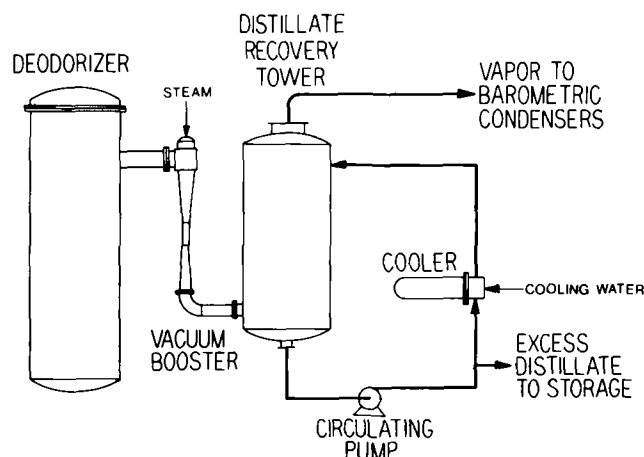 DISTILLATE
RECOVERY
TOWER
DEODORIZER
STEAM
VAPOR TO
BAROMETRIC
CONDENSERS
COOLER
COOLING WATER
VACUUM
BOOSTER
EXCESS
DISTILLATE
TO STORAGE
CIRCULATING
PUMP